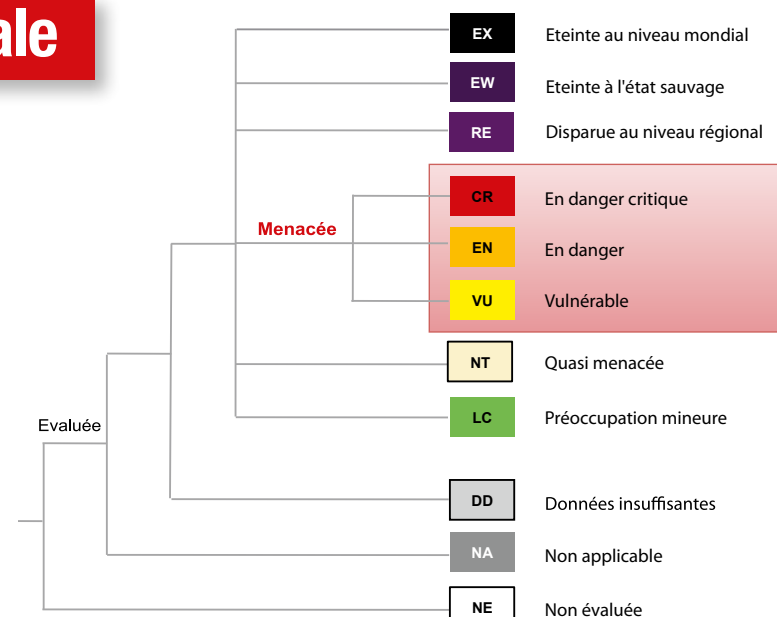 ale
EX Eteinte au niveau mondial
EW Eteinte à l'état sauvage
RE Disparue au niveau régional
CR En danger critique
Menacée
EN En danger
VU Vulnérable
NT Quasi menacée
LC Préoccupation mineure
Evaluée
DD Données insuffisantes
NA Non applicable
NE Non évaluée